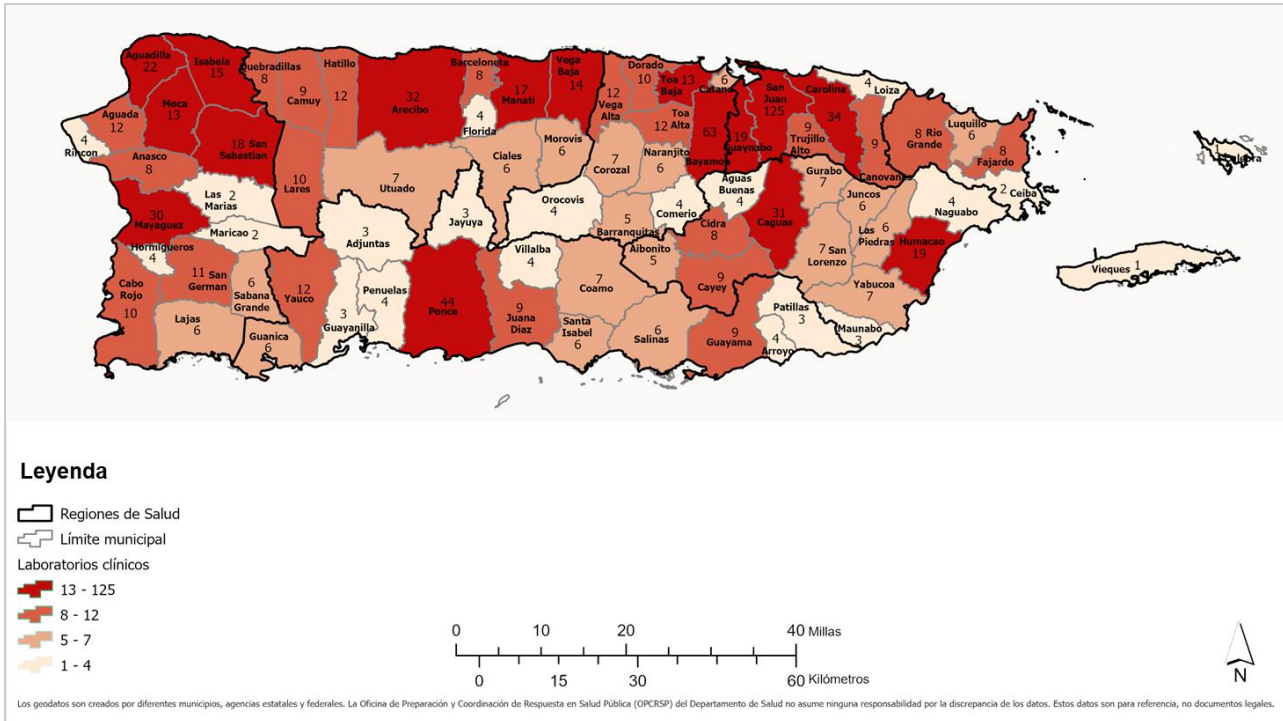 Aguadilla
22
Isabela
15
Quebradillas
8
9
Camuy
Hatillo
12
32
Arecibo
Barceloneta
8
4
Florida
17
Manati
Vega
Baja
14
12
Vega
Alta
Dorado
10
Toa
Baja
13
12
Toa
Alta
6
Catano
63
Bayamon
19
Guaynabo
San
Juan
125
9
Trujillo
Alto
Carolina
34
9
Canovanas
4
Loiza
8 Rio
Grande
Luquillo
6
8
Fajardo
2
Ceiba
Moca
13
Aguada
12
4
Rincon
Anasco
8
18 San
Sebastian
10
Lares
7
Utuado
Ciales
6
Morovis
6
7
Corozal
Naranjito
6
Aguas
Buenas
4
Gurabo
7
Juncos
6
Las
Piedras
6
4
Naguabo
Humacao
19
30
Mayaguez
Las
Marias
2
Maricao 2
3
Adjuntas
3
Jayuya
Orocovis
4
5
Barranquitas
4
Comerio
Cidra
8
31
Caguas
7 San
Lorenzo
Yabucoa
7
Hormigueros
4
Cabo
Rojo
10
11 San
German
6
Sabana
Grande
Lajas
6
Guanica
6
12
Yauco
3
Guayanilla
Penuelas
4
44
Ponce
Villalba
4
9
Juana
Diaz
7
Coamo
Aibonito
5
9
Cayey
Santa
Isabel
6
6
Salinas
9
Guayama
4
Arroyo
Patillas
3
Maunabo
3
Vieques 1
Leyenda
Regiones de Salud
Límite municipal
Laboratorios clínicos
13 - 125
8 - 12
5 - 7
1 - 4
0 10 20 40 Millas
0 15 30 60 Kilómetros
N
Los geodatos son creados por diferentes municipios, agencias estatales y federales. La Oficina de Preparación y Coordinación de Respuesta en Salud Pública (OPCRSP) del Departamento de Salud no asume ninguna responsabilidad por la discrepancia de los datos. Estos datos son para referencia, no documentos legales.